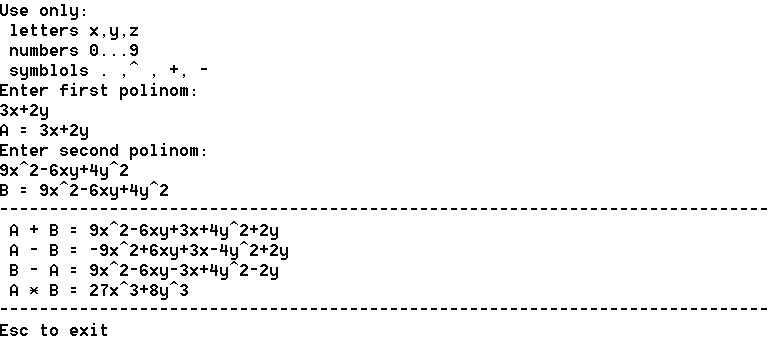 Use only:
 letters x,y,z
 numbers 0...9
 symblols . ,^ , +, -
Enter first polinom:
3x+2y
A = 3x+2y
Enter second polinom:
9x^2-6xy+4y^2
B = 9x^2-6xy+4y^2
--------------------------------------------------------------------------------
 A + B = 9x^2-6xy+3x+4y^2+2y
 A - B = -9x^2+6xy+3x-4y^2+2y
 B - A = 9x^2-6xy-3x+4y^2-2y
 A * B = 27x^3+8y^3
--------------------------------------------------------------------------------
Esc to exit